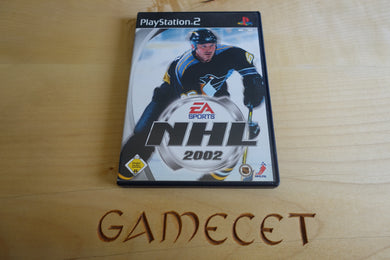 PlayStation 2
EA
SPORTS
NHL
2002
GAMECET